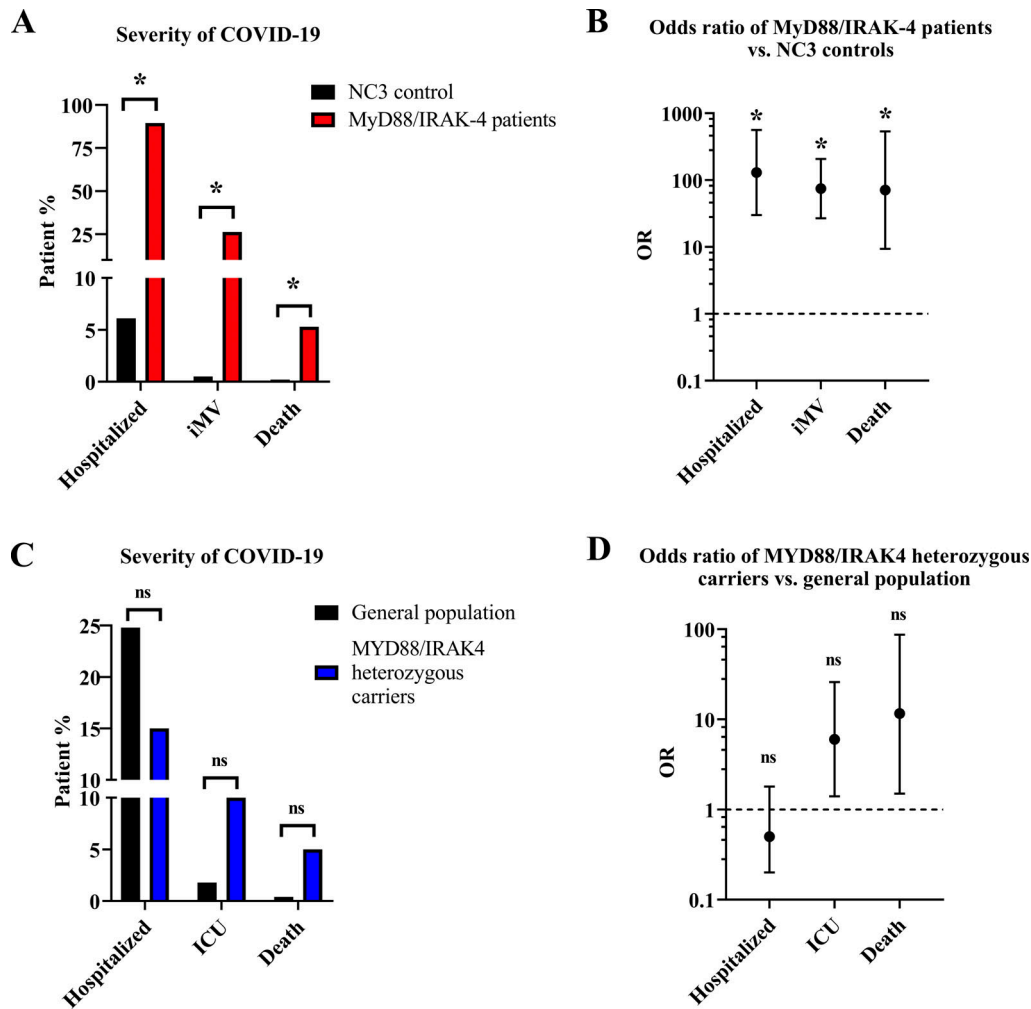 A
Severity of COVID-19
NC3 control
MyD88/IRAK-4 patients
Patient %
100
75
50
25
10
5
0
*
*
*
Hospitalized
iMV
Death
B
Odds ratio of MyD88/IRAK-4 patients
vs. NC3 controls
OR
1000
100
10
1
0.1
*
*
*
Hospitalized
iMV
Death
C
Severity of COVID-19
General population
MYD88/IRAK4
heterozygous
carriers
Patient %
25
20
15
10
10
5
0
ns
ns
ns
Hospitalized
ICU
Death
D
Odds ratio of MYD88/IRAK4 heterozygous
carriers vs. general population
OR
100
10
1
0.1
ns
ns
ns
Hospitalized
ICU
Death